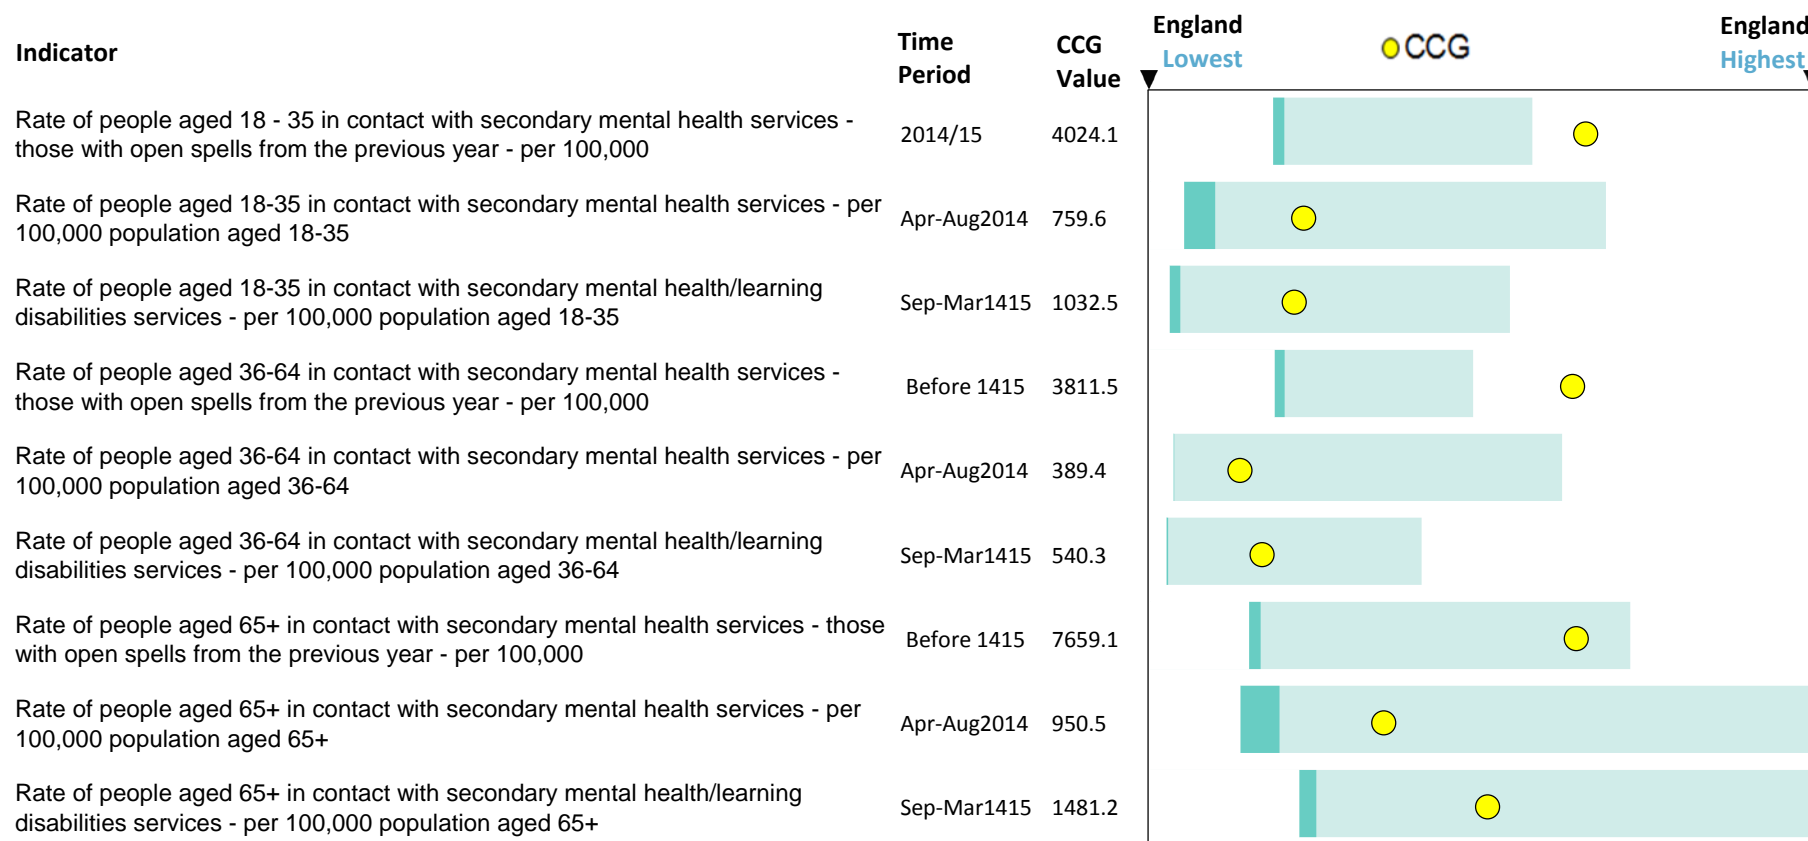 Indicator
Time
Period
CCG
Value
England
Lowest
CCG
England
Highest
Rate of people aged 18 - 35 in contact with secondary mental health services -
those with open spells from the previous year - per 100,000
2014/15
4024.1
Rate of people aged 18-35 in contact with secondary mental health services - per
100,000 population aged 18-35
Apr-Aug2014
759.6
Rate of people aged 18-35 in contact with secondary mental health/learning
disabilities services - per 100,000 population aged 18-35
Sep-Mar1415
1032.5
Rate of people aged 36-64 in contact with secondary mental health services -
those with open spells from the previous year - per 100,000
Before 1415
3811.5
Rate of people aged 36-64 in contact with secondary mental health services - per
100,000 population aged 36-64
Apr-Aug2014
389.4
Rate of people aged 36-64 in contact with secondary mental health/learning
disabilities services - per 100,000 population aged 36-64
Sep-Mar1415
540.3
Rate of people aged 65+ in contact with secondary mental health services - those
with open spells from the previous year - per 100,000
Before 1415
7659.1
Rate of people aged 65+ in contact with secondary mental health services - per
100,000 population aged 65+
Apr-Aug2014
950.5
Rate of people aged 65+ in contact with secondary mental health/learning
disabilities services - per 100,000 population aged 65+
Sep-Mar1415
1481.2